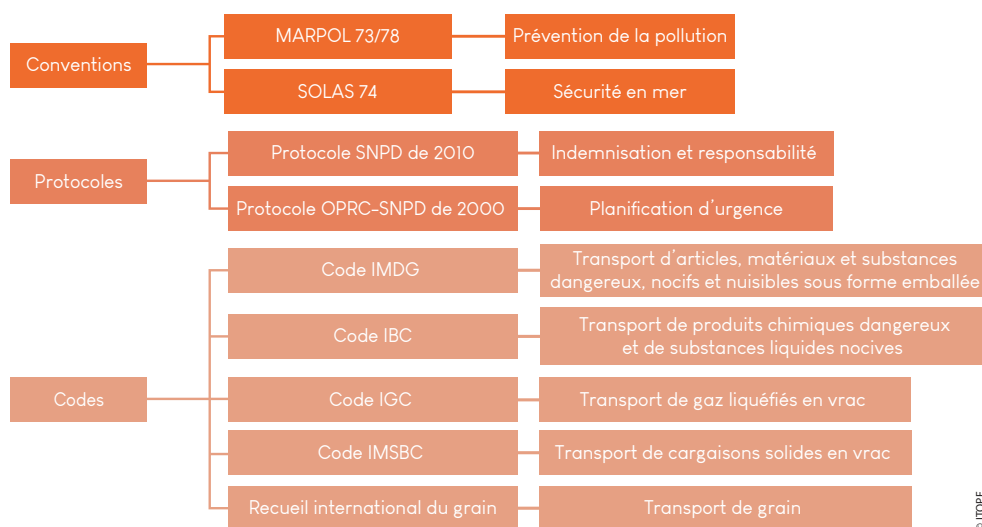 Conventions
MARPOL 73/78
Prévention de la pollution
SOLAS 74
Sécurité en mer
Protocoles
Protocole SNPD de 2010
Indemnisation et responsabilité
Protocole OPRC-SNPD de 2000
Planification d'urgence
Codes
Code IMDG
Transport d'articles, matériaux et substances
dangereux, nocifs et nuisibles sous forme emballée
Code IBC
Transport de produits chimiques dangereux
et de substances liquides nocives
Code IGC
Transport de gaz liquéfiés en vrac
Code IMSBC
Transport de cargaisons solides en vrac
Recueil international du grain
Transport de grain
© ITOPF